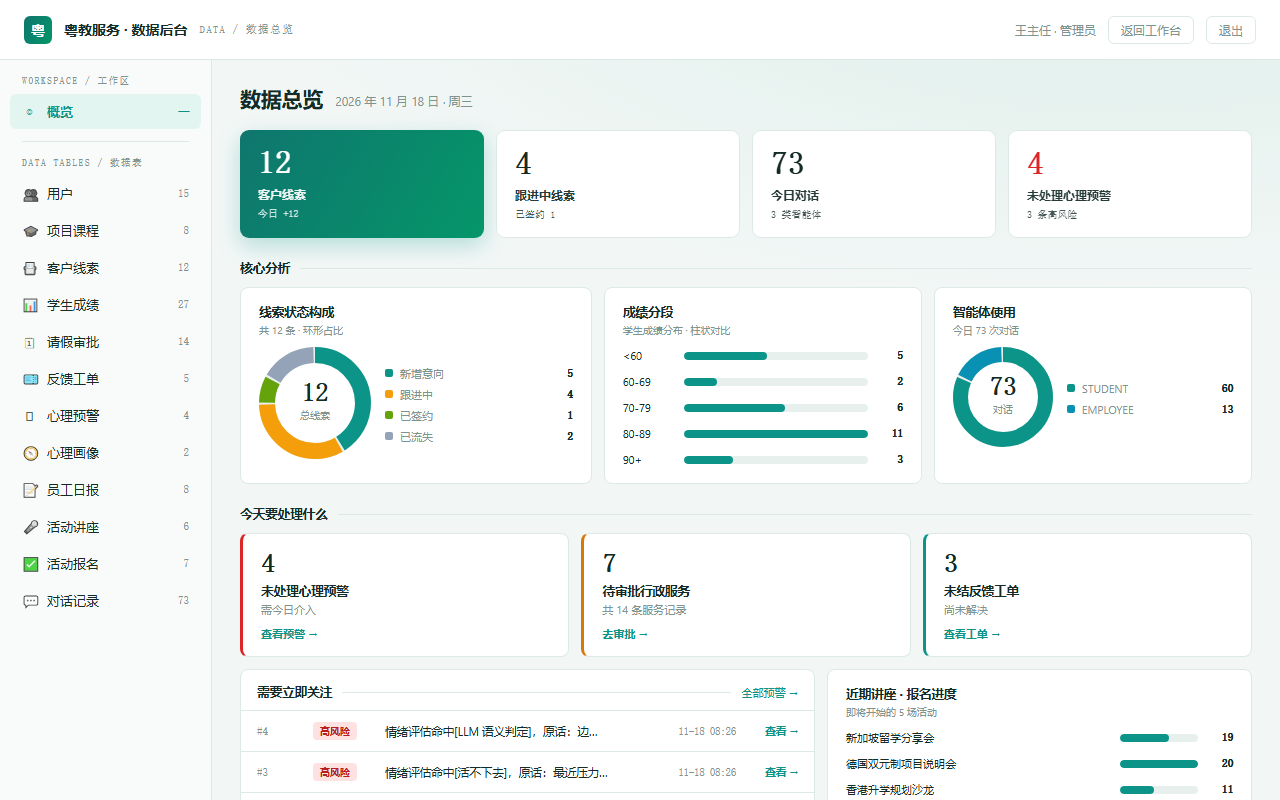 粤 粤教服务 · 数据后台 DATA / 数据总览
王主任 · 管理员 返回工作台 退出
WORKSPACE / 工作区
概览 —
DATA TABLES / 数据表
用户 15
项目课程 8
客户线索 12
学生成绩 27
请假审批 14
反馈工单 5
心理预警 4
心理画像 2
员工日报 8
活动讲座 6
活动报名 7
对话记录 73
数据总览 2026 年 11 月 18 日 · 周三
12
客户线索
今日 +12
4
跟进中线索
已签约 1
73
今日对话
3 类智能体
4
未处理心理预警
3 条高风险
核心分析
线索状态构成
共 12 条 · 环形占比
12
总线索
新增意向 5
跟进中 4
已签约 1
已流失 2
成绩分段
学生成绩分布 · 柱状对比
<60 5
60-69 2
70-79 6
80-89 11
90+ 3
智能体使用
今日 73 次对话
73
对话
STUDENT 60
EMPLOYEE 13
今天要处理什么
4
未处理心理预警
需今日介入
查看预警 →
7
待审批行政服务
共 14 条服务记录
去审批 →
3
未结反馈工单
尚未解决
查看工单 →
需要立即关注 全部预警 →
#4 高风险 情绪评估命中[LLM 语义判定]，原话：边... 11-18 08:26 查看 →
#3 高风险 情绪评估命中[活不下去]，原话：最近压力... 11-18 08:26 查看 →
近期讲座 · 报名进度
即将开始的 5 场活动
新加坡留学分享会 19
德国双元制项目说明会 20
香港升学规划沙龙 11